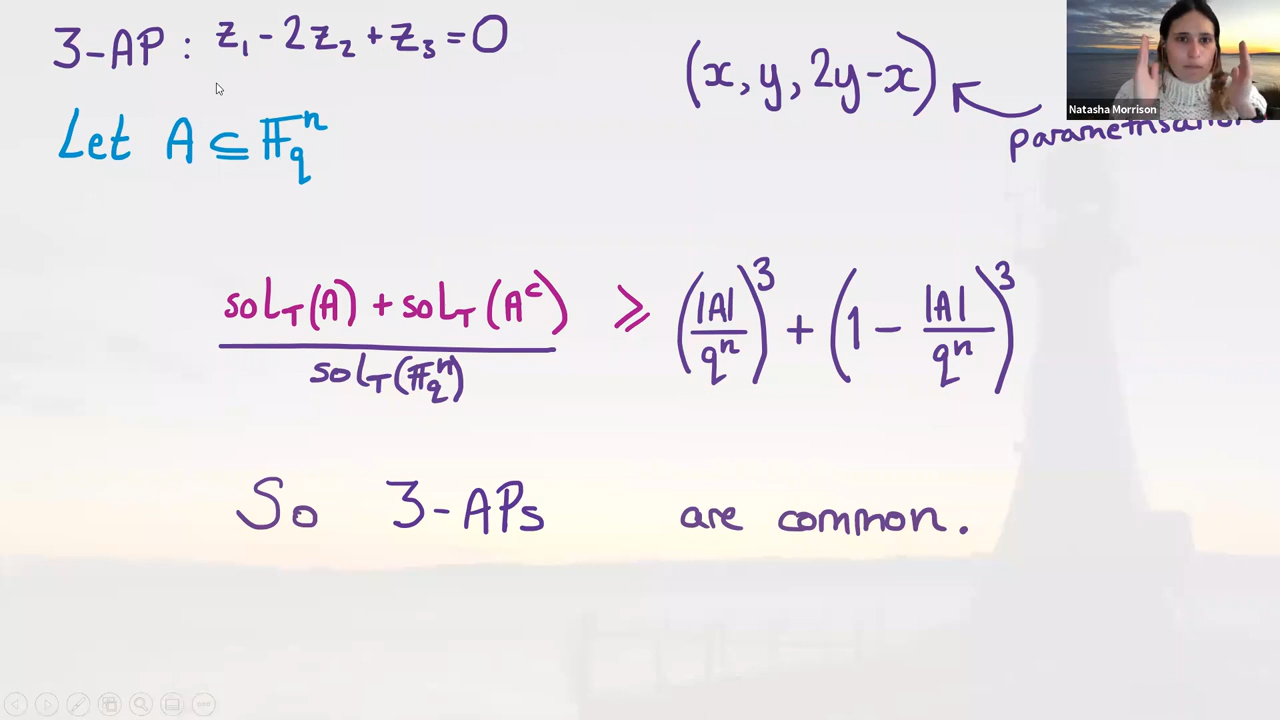 3-AP: z₁ - 2z₂ + z₃ = 0
(x, y, 2y-x)
Natasha Morrison
Let A ⊆ 𝔽_q^n
(sol_T(A) + sol_T(A^c)) / sol_T(𝔽_q^n) ≥ (|A|/q^n)^3 + (1 - |A|/q^n)^3
So 3-APs are common.